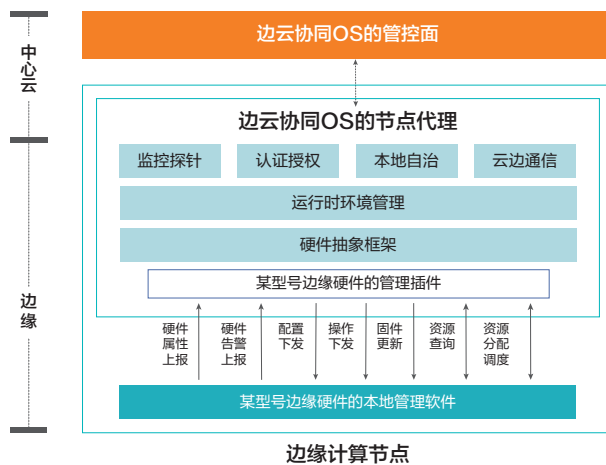 中心云
边云协同OS的管控面
边云协同OS的节点代理
监控探针
认证授权
本地自治
云边通信
运行时环境管理
硬件抽象框架
某型号边缘硬件的管理插件
边缘
硬件
属性
上报
硬件
告警
上报
配置
下发
操作
下发
固件
更新
资源
查询
资源
分配
调度
某型号边缘硬件的本地管理软件
边缘计算节点